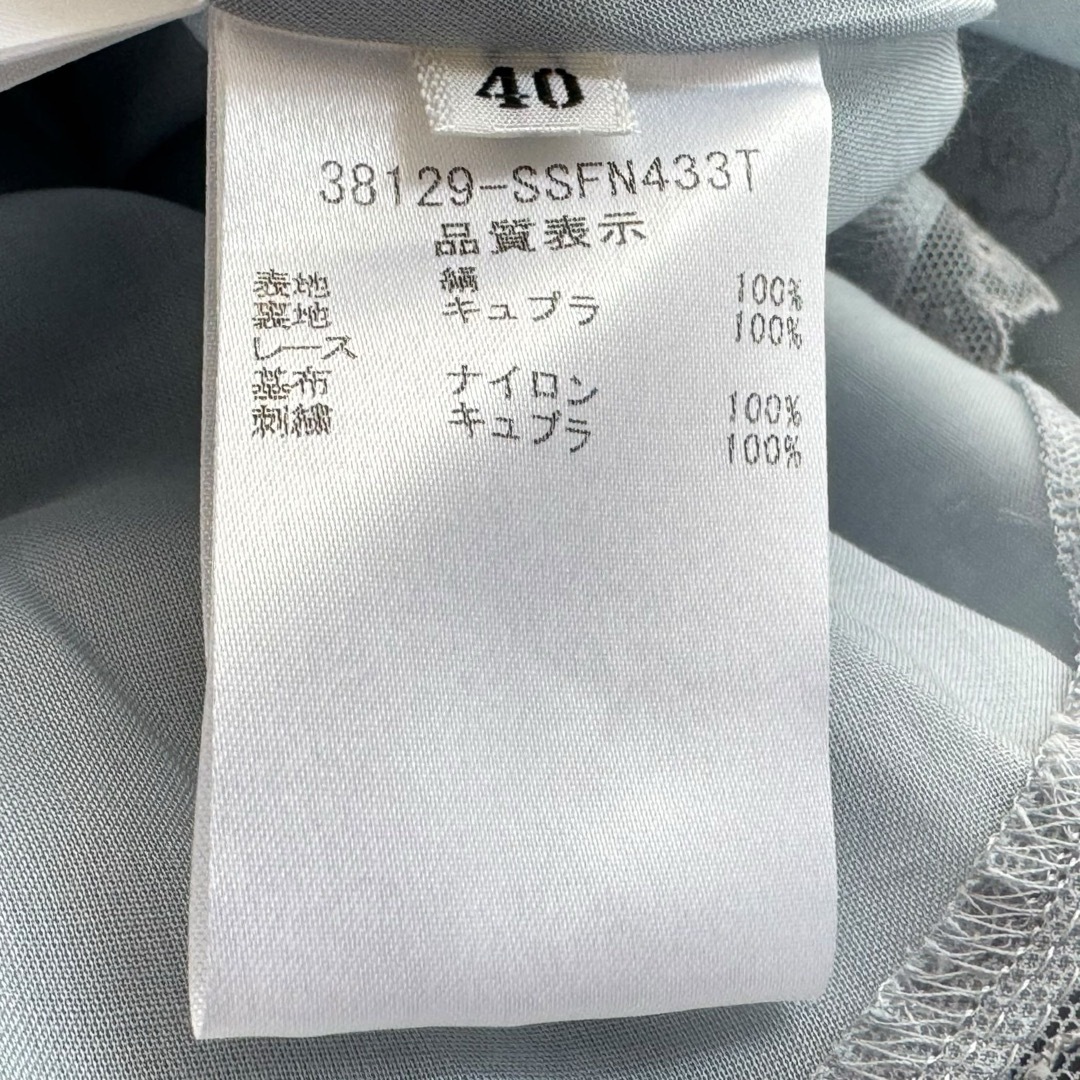 40
38129-SSFN433T
品質表示
表地 絹 100%
裏地 キュプラ 100%
レース
基布 ナイロン 100%
刺繍 キュプラ 100%